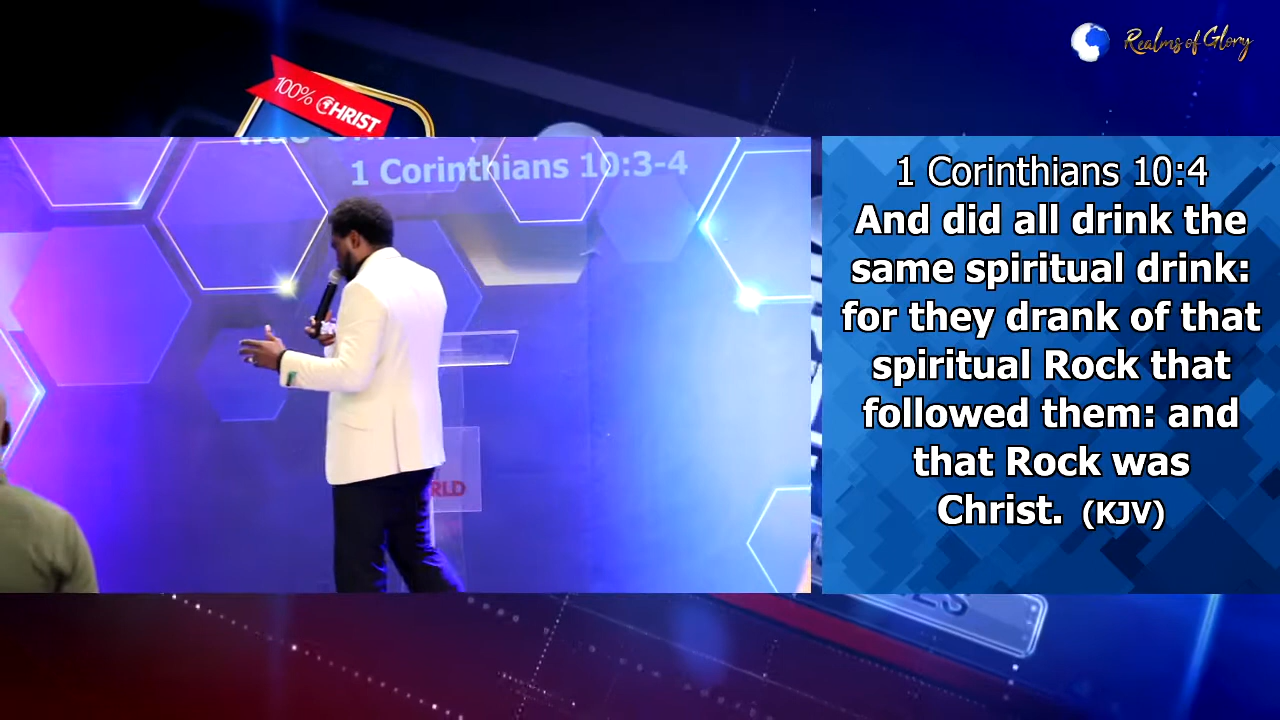 Realms of Glory
100% CHRIST
1 Corinthians 10:3-4
1 Corinthians 10:4
And did all drink the
same spiritual drink:
for they drank of that
spiritual Rock that
followed them: and
that Rock was
Christ. (KJV)
RLD